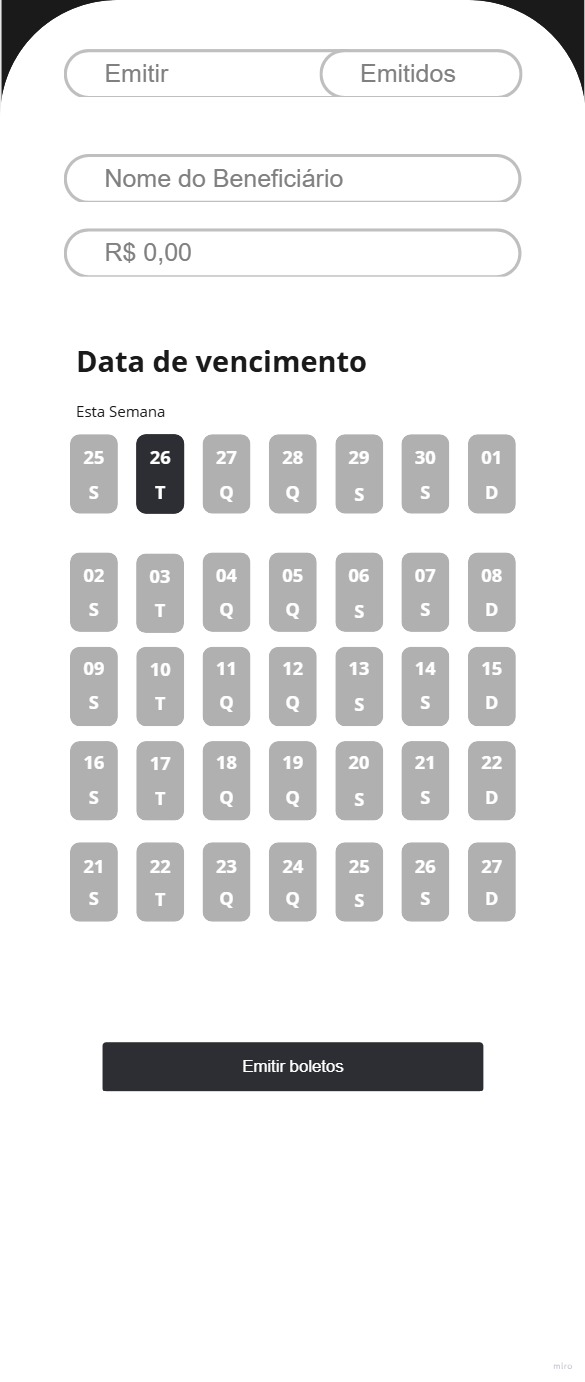 Emitir Emitidos
Nome do Beneficiário
R$ 0,00
Data de vencimento
Esta Semana
25 26 27 28 29 30 01
S T Q Q S S D
02 03 04 05 06 07 08
S T Q Q S S D
09 10 11 12 13 14 15
S T Q Q S S D
16 17 18 19 20 21 22
S T Q Q S S D
21 22 23 24 25 26 27
S T Q Q S S D
Emitir boletos
miro